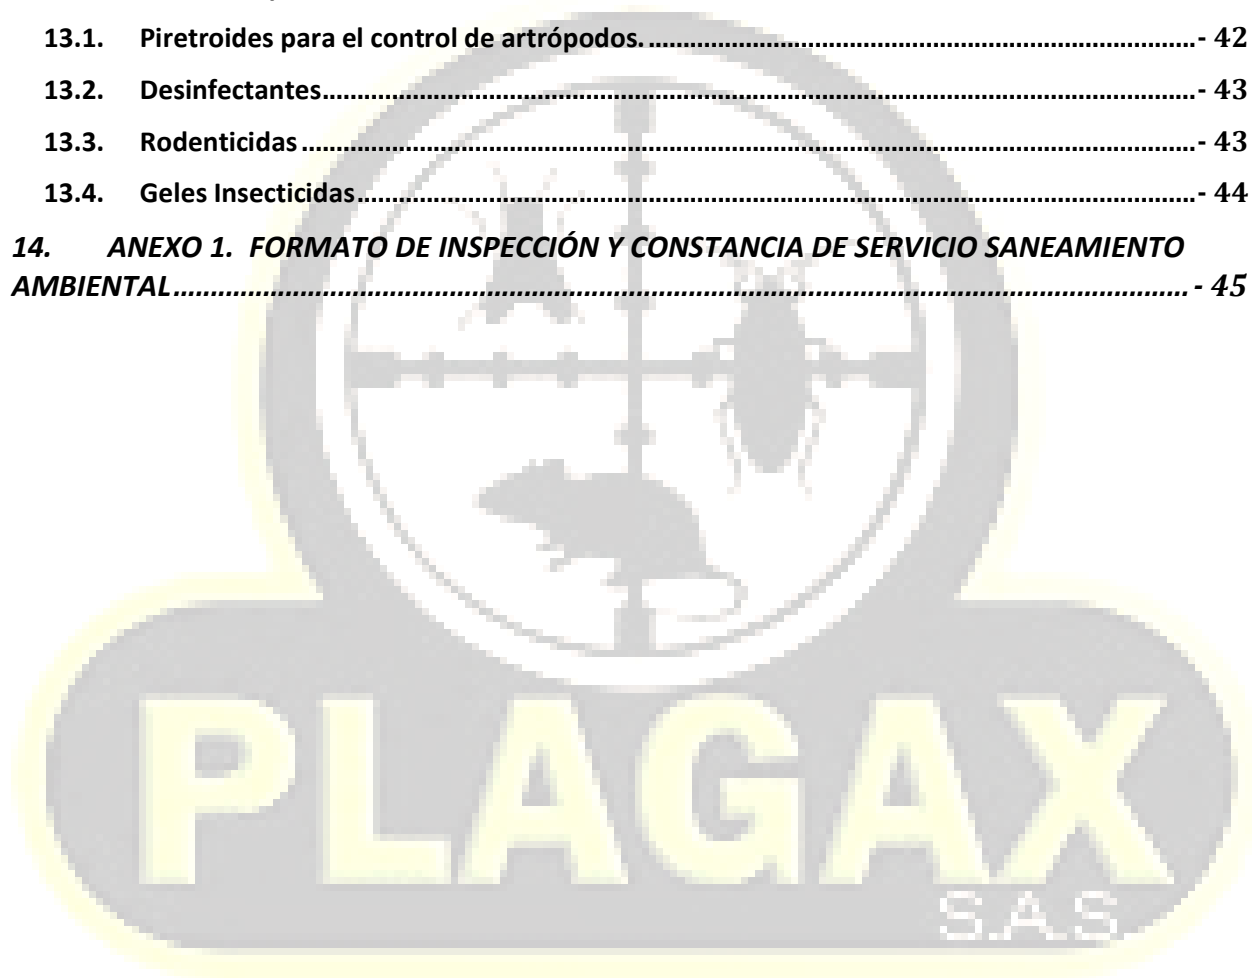 13.1. Piretroides para el control de artrópodos. ............ - 42
13.2. Desinfectantes ............ - 43
13.3. Rodenticidas ............ - 43
13.4. Geles Insecticidas ............ - 44
14. ANEXO 1. FORMATO DE INSPECCIÓN Y CONSTANCIA DE SERVICIO SANEAMIENTO
AMBIENTAL ............ - 45
PLAGAX
S.A.S